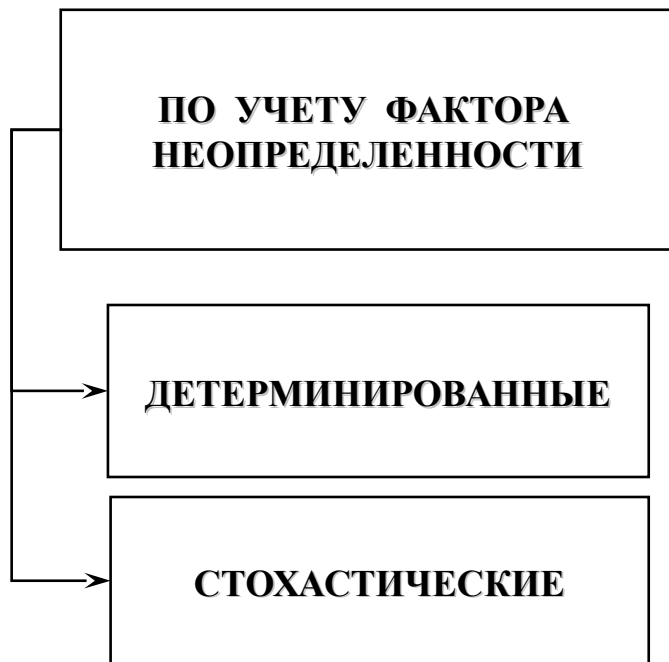 ПО УЧЕТУ ФАКТОРА
НЕОПРЕДЕЛЕННОСТИ
ДЕТЕРМИНИРОВАННЫЕ
СТОХАСТИЧЕСКИЕ